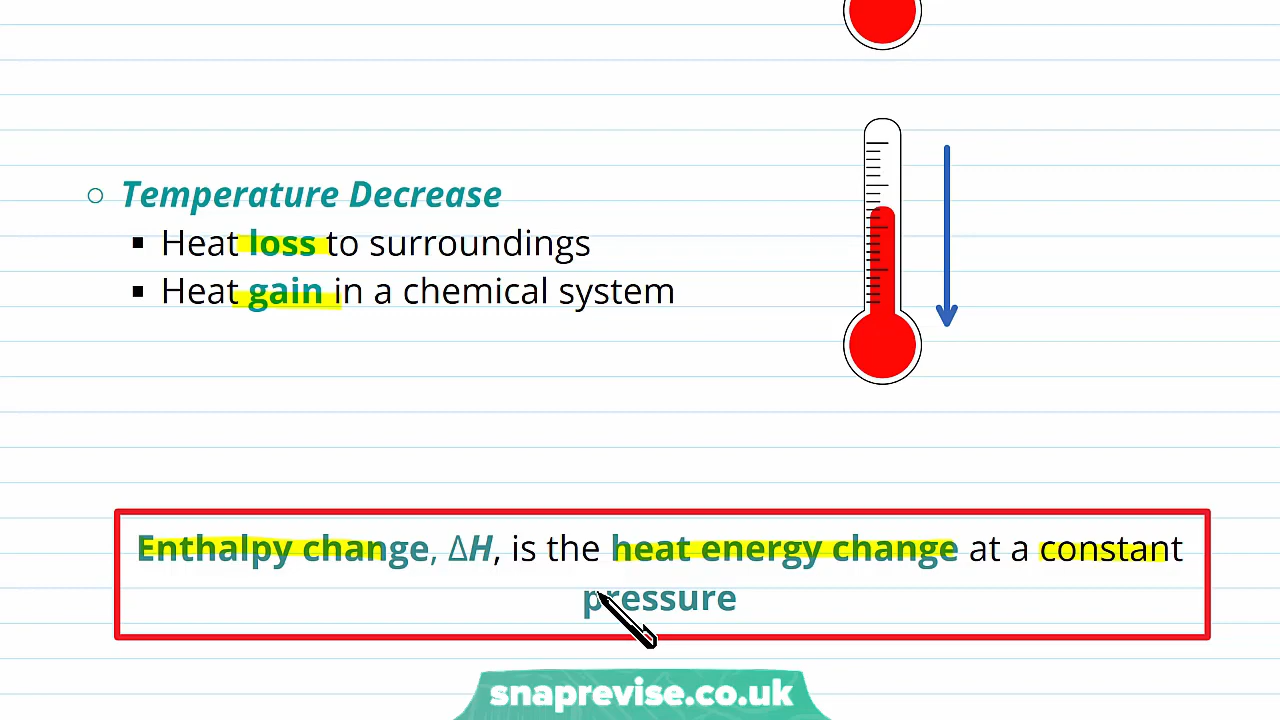 Temperature Decrease
Heat loss to surroundings
Heat gain in a chemical system
Enthalpy change, ΔH, is the heat energy change at a constant
pressure
snaprevise.co.uk